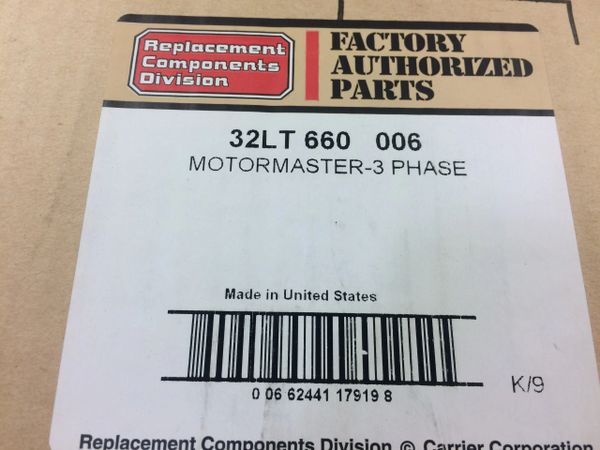 Replacement
Components
Division
FACTORY
AUTHORIZED
PARTS
32LT 660 006
MOTORMASTER-3 PHASE
Made in United States
0 06 62441 17919 8
K/9
Replacement Components Division © Carrier Corporation